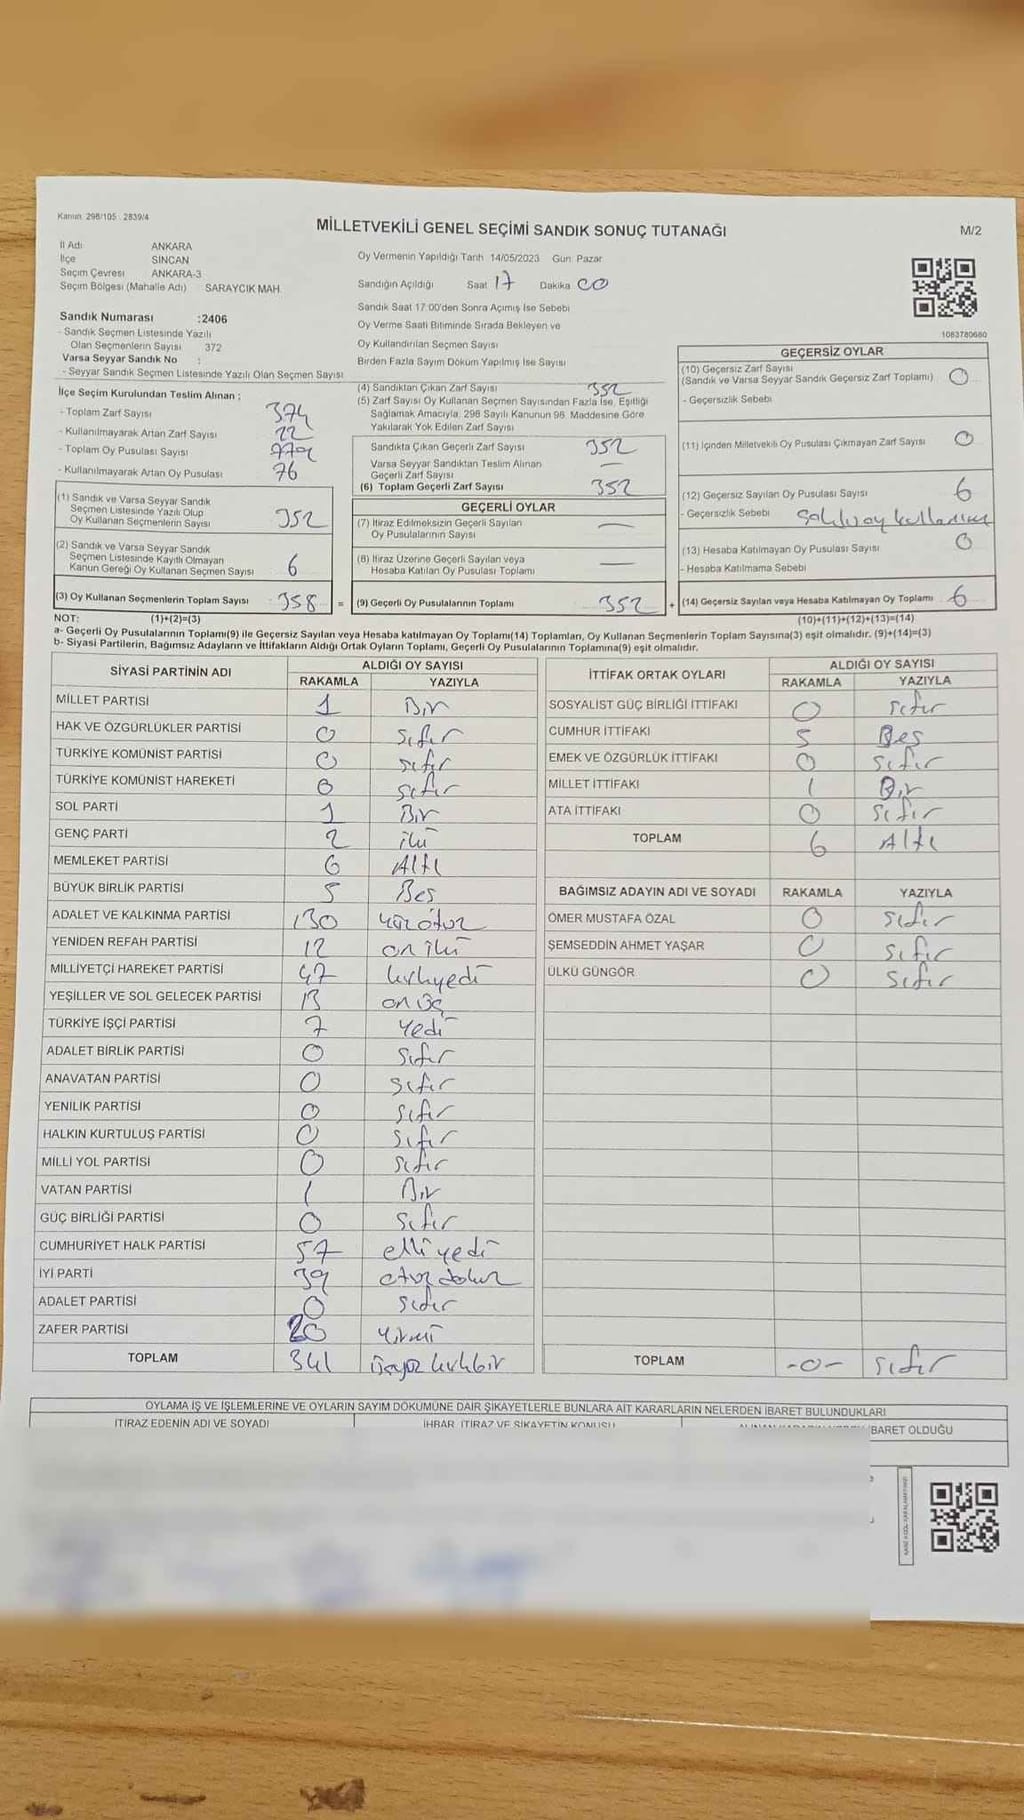 Kanun: 298/105 : 2839/4
MİLLETVEKİLİ GENEL SEÇİMİ SANDIK SONUÇ TUTANAĞI
M/2
İl Adı ANKARA
İlçe SİNCAN
Seçim Çevresi ANKARA-3
Seçim Bölgesi (Mahalle Adı) SARAYCIK MAH.
Oy Vermenin Yapıldığı Tarih 14/05/2023 Gün: Pazar
Sandığın Açıldığı Saat 17 Dakika 00
Sandık Saat 17:00'den Sonra Açımış İse Sebebi
Oy Verme Saati Bitiminde Sırada Bekleyen ve
Oy Kullandırılan Seçmen Sayısı
Birden Fazla Sayım Döküm Yapılmış İse Sayısı
1083780660
Sandık Numarası :2406
- Sandık Seçmen Listesinde Yazılı
Olan Seçmenlerin Sayısı 372
Varsa Seyyar Sandık No :
- Seyyar Sandık Seçmen Listesinde Yazılı Olan Seçmen Sayısı
İlçe Seçim Kurulundan Teslim Alınan :
- Toplam Zarf Sayısı 374
- Kullanılmayarak Artan Zarf Sayısı 22
- Toplam Oy Pusulası Sayısı
- Kullanılmayarak Artan Oy Pusulası 76
(1) Sandık ve Varsa Seyyar Sandık
Seçmen Listesinde Yazılı Olup
Oy Kullanan Seçmenlerin Sayısı 352
(2) Sandık ve Varsa Seyyar Sandık
Seçmen Listesinde Kayıtlı Olmayan
Kanun Gereği Oy Kullanan Seçmen Sayısı 6
(3) Oy Kullanan Seçmenlerin Toplam Sayısı 358 =
(4) Sandıktan Çıkan Zarf Sayısı 352
(5) Zarf Sayısı Oy Kullanan Seçmen Sayısından Fazla İse, Eşitliği
Sağlamak Amacıyla, 298 Sayılı Kanunun 98. Maddesine Göre
Yakılarak Yok Edilen Zarf Sayısı
Sandıkta Çıkan Geçerli Zarf Sayısı 352
Varsa Seyyar Sandıktan Teslim Alınan
Geçerli Zarf Sayısı —
(6) Toplam Geçerli Zarf Sayısı 352
GEÇERLİ OYLAR
(7) İtiraz Edilmeksizin Geçerli Sayılan
Oy Pusulalarının Sayısı —
(8) İtiraz Üzerine Geçerli Sayılan veya
Hesaba Katılan Oy Pusulası Toplamı —
(9) Geçerli Oy Pusulalarının Toplamı 352 +
GEÇERSİZ OYLAR
(10) Geçersiz Zarf Sayısı
(Sandık ve Varsa Seyyar Sandık Geçersiz Zarf Toplamı) 0
- Geçersizlik Sebebi
(11) İçinden Milletvekili Oy Pusulası Çıkmayan Zarf Sayısı 0
(12) Geçersiz Sayılan Oy Pusulası Sayısı 6
- Geçersizlik Sebebi
(13) Hesaba Katılmayan Oy Pusulası Sayısı 0
- Hesaba Katılmama Sebebi
(14) Geçersiz Sayılan veya Hesaba Katılmayan Oy Toplamı 6
NOT: (1)+(2)=(3) (10)+(11)+(12)+(13)=(14)
a- Geçerli Oy Pusulalarının Toplamı(9) ile Geçersiz Sayılan veya Hesaba katılmayan Oy Toplamı(14) Toplamları, Oy Kullanan Seçmenlerin Toplam Sayısına(3) eşit olmalıdır. (9)+(14)=(3)
b- Siyasi Partilerin, Bağımsız Adayların ve İttifakların Aldığı Ortak Oyların Toplamı, Geçerli Oy Pusulalarının Toplamına(9) eşit olmalıdır.
SİYASİ PARTİNİN ADI ALDIĞI OY SAYISI
RAKAMLA YAZIYLA
MİLLET PARTİSİ 1 Bir
HAK VE ÖZGÜRLÜKLER PARTİSİ 0 sıfır
TÜRKİYE KOMÜNİST PARTİSİ 0 sıfır
TÜRKİYE KOMÜNİST HAREKETİ 0 sıfır
SOL PARTİ 1 Bir
GENÇ PARTİ 2 iki
MEMLEKET PARTİSİ 6 Altı
BÜYÜK BİRLİK PARTİSİ 5 Beş
ADALET VE KALKINMA PARTİSİ 130 yüz otuz
YENİDEN REFAH PARTİSİ 12 on iki
MİLLİYETÇİ HAREKET PARTİSİ 47 kırkyedi
YEŞİLLER VE SOL GELECEK PARTİSİ 13 on üç
TÜRKİYE İŞÇİ PARTİSİ 7 yedi
ADALET BİRLİK PARTİSİ 0 sıfır
ANAVATAN PARTİSİ 0 sıfır
YENİLİK PARTİSİ 0 sıfır
HALKIN KURTULUŞ PARTİSİ 0 sıfır
MİLLİ YOL PARTİSİ 0 sıfır
VATAN PARTİSİ 1 Bir
GÜÇ BİRLİĞİ PARTİSİ 0 sıfır
CUMHURİYET HALK PARTİSİ 57 elli yedi
İYİ PARTİ 39 otuz dokuz
ADALET PARTİSİ 0 sıfır
ZAFER PARTİSİ 20 yirmi
TOPLAM 341 üçyüz kırkbir
İTTİFAK ORTAK OYLARI ALDIĞI OY SAYISI
RAKAMLA YAZIYLA
SOSYALİST GÜÇ BİRLİĞİ İTTİFAKI 0 sıfır
CUMHUR İTTİFAKI 5 Beş
EMEK VE ÖZGÜRLÜK İTTİFAKI 0 sıfır
MİLLET İTTİFAKI 1 Bir
ATA İTTİFAKI 0 sıfır
TOPLAM 6 Altı
BAĞIMSIZ ADAYIN ADI VE SOYADI RAKAMLA YAZIYLA
ÖMER MUSTAFA ÖZAL 0 sıfır
ŞEMSEDDİN AHMET YAŞAR 0 sıfır
ÜLKÜ GÜNGÖR 0 sıfır
TOPLAM -0- sıfır
OYLAMA İŞ VE İŞLEMLERİNE VE OYLARIN SAYIM DÖKÜMÜNE DAİR ŞİKAYETLERLE BUNLARA AİT KARARLARIN NELERDEN İBARET BULUNDUKLARI
İTİRAZ EDENİN ADI VE SOYADI İHBAR, İTİRAZ VE ŞİKAYETİN KONUSU BARET OLDUĞU